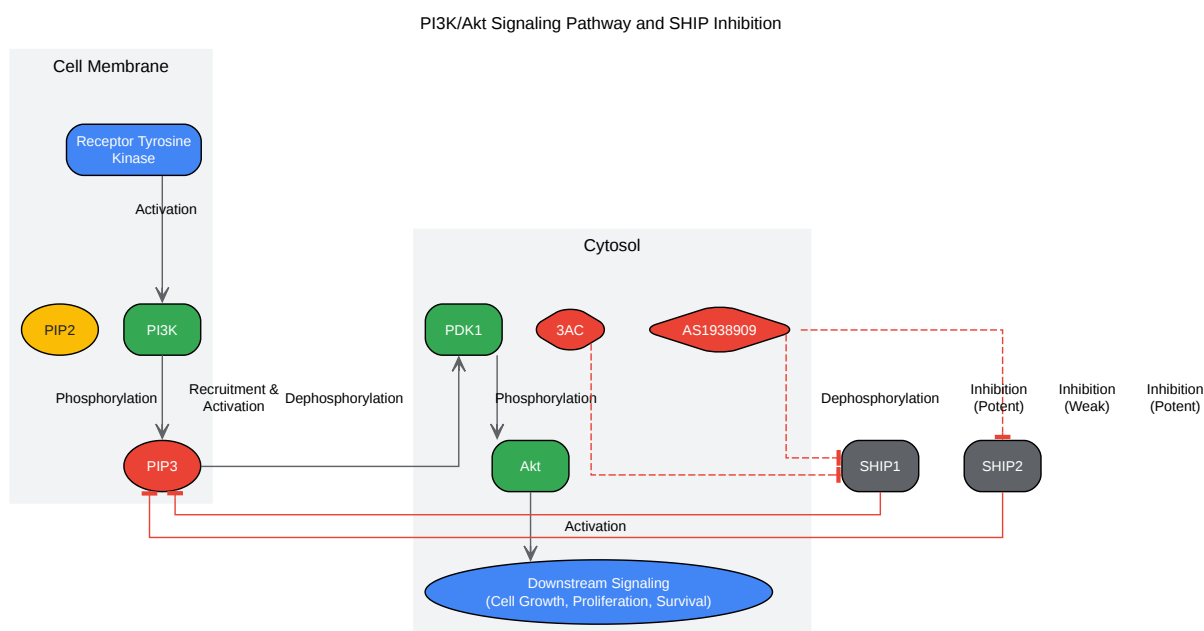 PI3K/Akt Signaling Pathway and SHIP Inhibition
Cell Membrane
Receptor Tyrosine
Kinase
Activation
Cytosol
PIP2
PI3K
PDK1
3AC
AS1938909
Phosphorylation
Recruitment &
Activation
Dephosphorylation
Phosphorylation
Dephosphorylation
Inhibition
(Potent)
Inhibition
(Weak)
Inhibition
(Potent)
PIP3
Akt
SHIP1
SHIP2
Activation
Downstream Signaling
(Cell Growth, Proliferation, Survival)